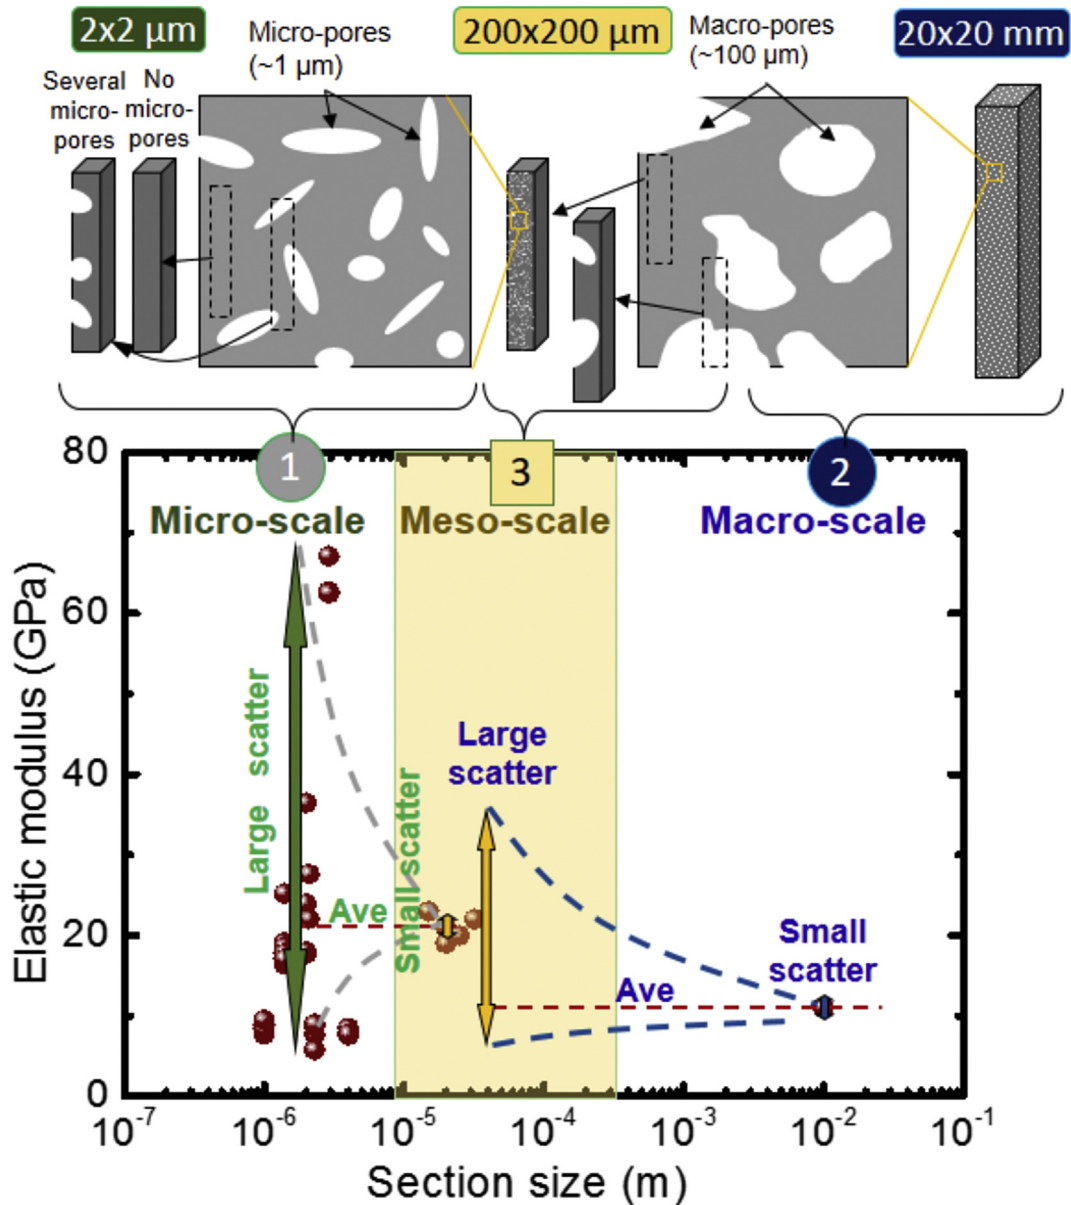 2x2 µm
Micro-pores
(~1 µm)
200x200 µm
Macro-pores
(~100 µm)
20x20 mm
Several
micro-
pores
No
micro-
pores
1
3
2
Micro-scale
Meso-scale
Macro-scale
Large scatter
Small scatter
Large
scatter
Small
scatter
Ave
Ave
Elastic modulus (GPa)
80
60
40
20
0
10-7
10-6
10-5
10-4
10-3
10-2
10-1
Section size (m)